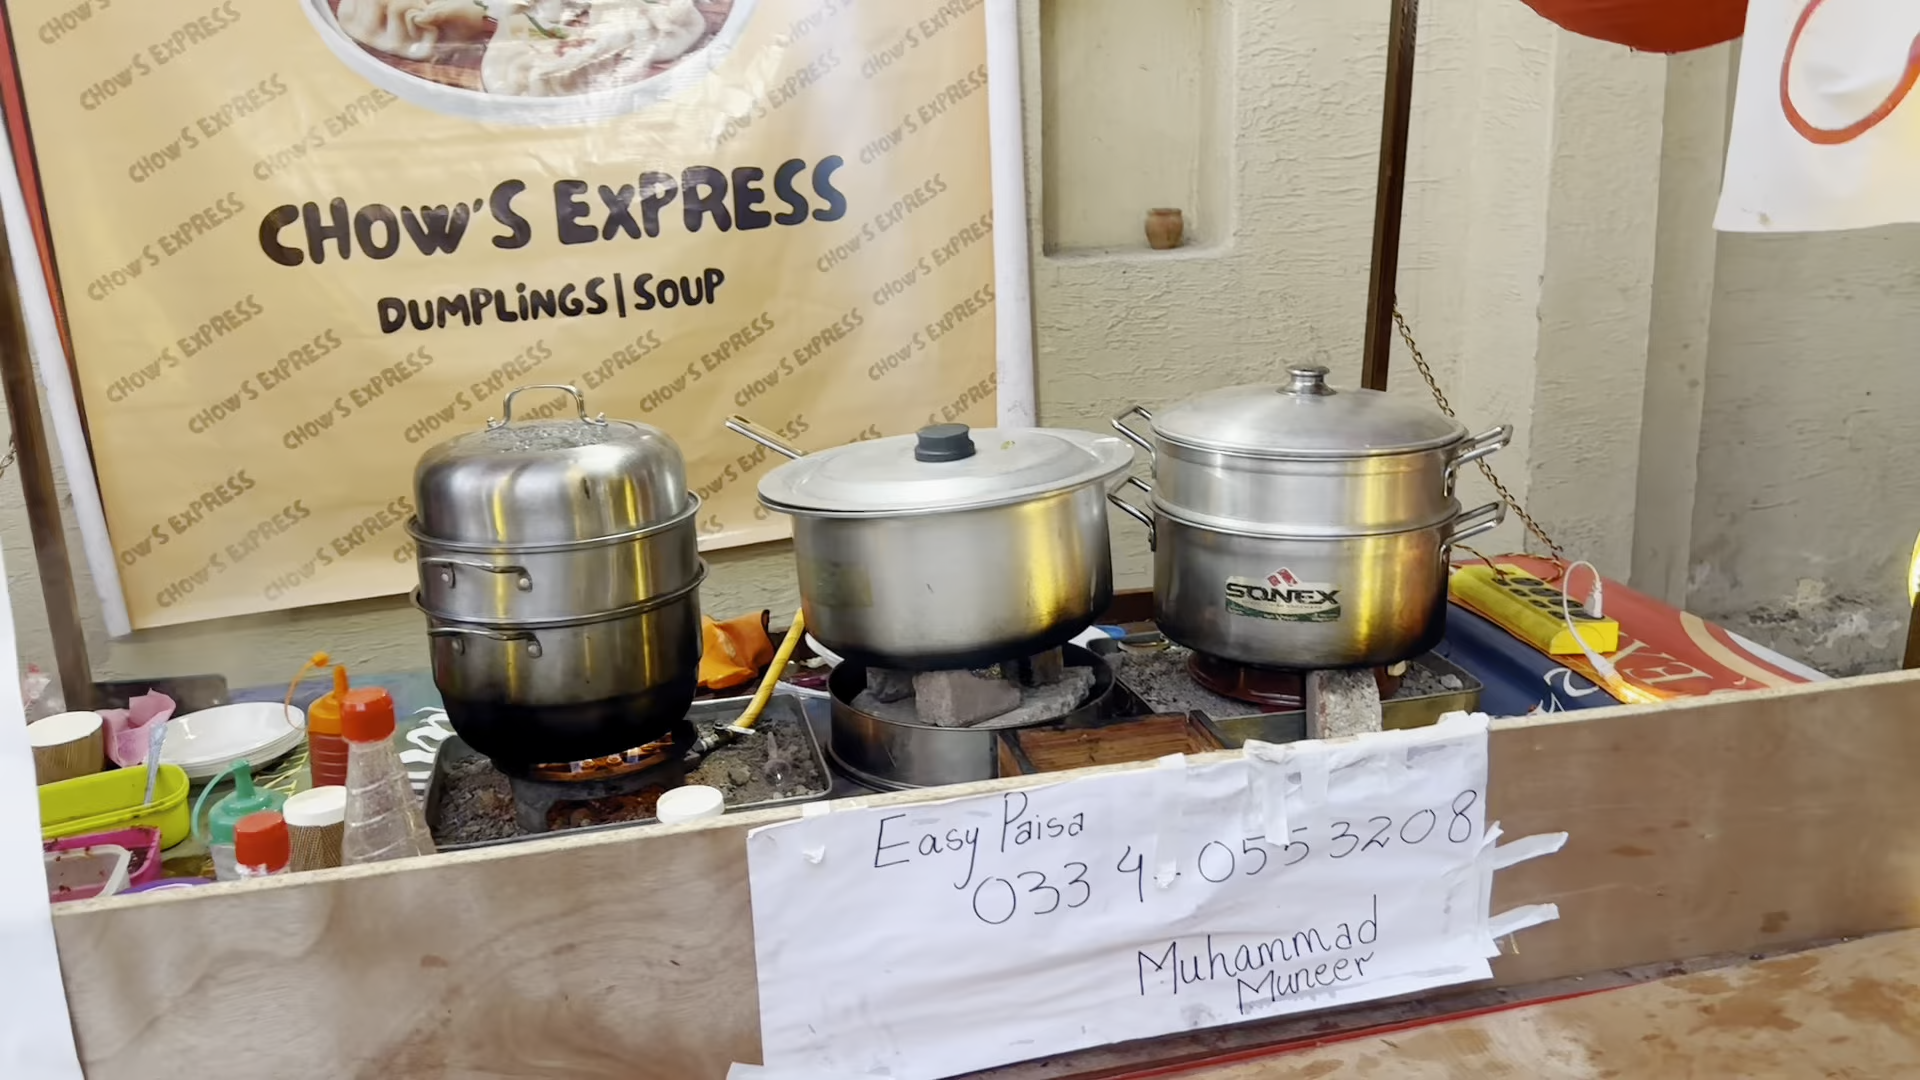 CHOW'S EXPRESS
DUMPLINGS|SOUP
SONEX
Easy Paisa
0334-0553208
Muhammad
Muneer